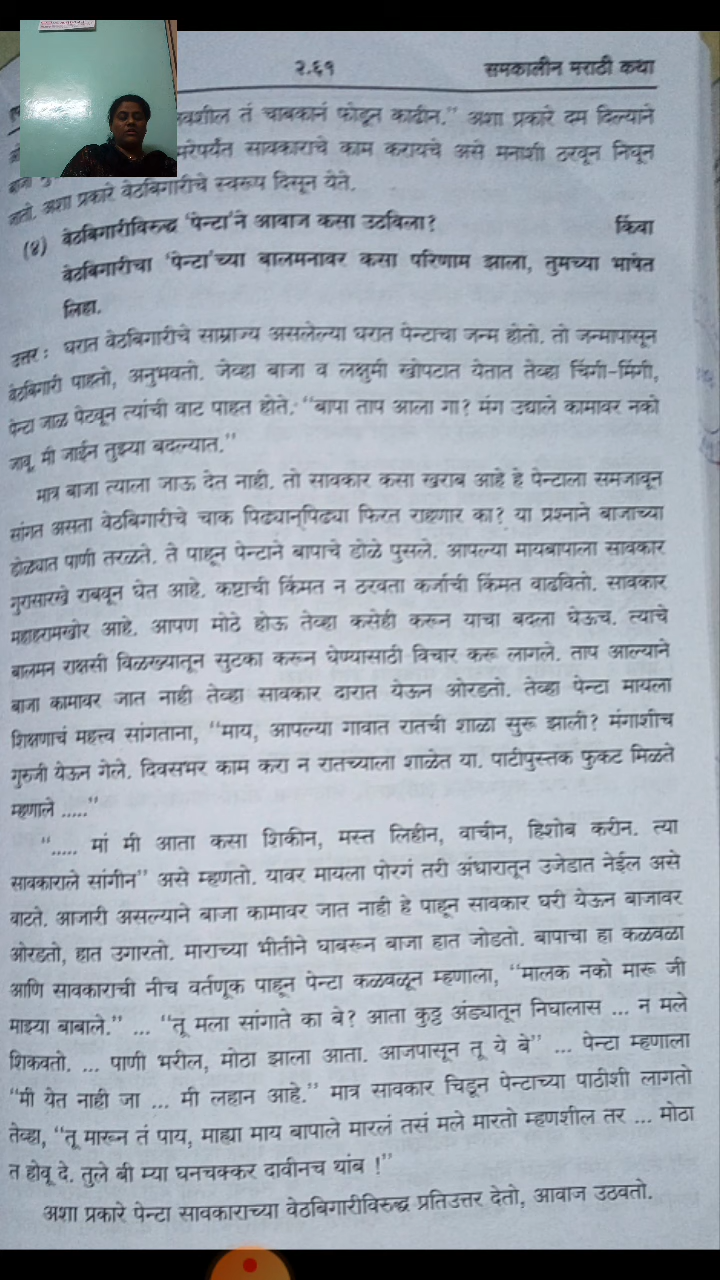 २.६१ समकालीन मराठी कथा
तं चाबकानं फोडून काढीन.” अशा प्रकारे दम दिल्याने
सावकाराचे काम करायचे असे मनाशी ठरवून निघून
जातो. अशा प्रकारे वेठबिगारीचे स्वरूप दिसून येते.
(४) वेठबिगारीविरुद्ध ‘पेन्टा’ने आवाज कसा उठविला? किंवा
वेठबिगारीचा ‘पेन्टा’च्या बालमनावर कसा परिणाम झाला, तुमच्या भाषेत
लिहा.
उत्तर : घरात वेठबिगारीचे साम्राज्य असलेल्या घरात पेन्टाचा जन्म होतो. तो जन्मापासून
वेठबिगारी पाहतो, अनुभवतो. जेव्हा बाजा व लक्षुमी खोपटात येतात तेव्हा चिंगी-मिंगी,
पेन्टा जाळ पेटवून त्यांची वाट पाहत होते. “बापा ताप आला गा? मंग उद्याले कामावर नको
जावू, मी जाईन तुझ्या बदल्यात.”
मात्र बाजा त्याला जाऊ देत नाही. तो सावकार कसा खराब आहे हे पेन्टाला समजावून
सांगत असता वेठबिगारीचे चाक पिढ्यान्‌पिढ्या फिरत राहणार का? या प्रश्नाने बाजाच्या
डोळ्यात पाणी तरळते. ते पाहून पेन्टाने बापाचे डोळे पुसले. आपल्या मायबापाला सावकार
गुरासारखे राबवून घेत आहे. कष्टाची किंमत न ठरवता कर्जाची किंमत वाढवितो. सावकार
महाहरामखोर आहे. आपण मोठे होऊ तेव्हा कसेही करून याचा बदला घेऊच. त्याचे
बालमन राक्षसी विळख्यातून सुटका करून घेण्यासाठी विचार करू लागले. ताप आल्याने
बाजा कामावर जात नाही तेव्हा सावकार दारात येऊन ओरडतो. तेव्हा पेन्टा मायला
शिक्षणाचं महत्त्व सांगताना, “माय, आपल्या गावात रातची शाळा सुरू झाली? मंगाशीच
गुरुजी येऊन गेले. दिवसभर काम करा न रातच्याला शाळेत या. पाटीपुस्तक फुकट मिळते
म्हणाले .....”
“..... मां मी आता कसा शिकीन, मस्त लिहीन, वाचीन, हिशोब करीन. त्या
सावकाराले सांगीन” असे म्हणतो. यावर मायला पोरगं तरी अंधारातून उजेडात नेईल असे
वाटते. आजारी असल्याने बाजा कामावर जात नाही हे पाहून सावकार घरी येऊन बाजावर
ओरडतो, हात उगारतो. माराच्या भीतीने घाबरून बाजा हात जोडतो. बापाचा हा कळवळा
आणि सावकाराची नीच वर्तणूक पाहून पेन्टा कळवळून म्हणाला, “मालक नको मारू जी
माझ्या बाबाले.” ... “तू मला सांगाते का बे? आता कुठ्ठ अंड्यातून निघालास ... न मले
शिकवतो. ... पाणी भरील, मोठा झाला आता. आजपासून तू ये बे” ... पेन्टा म्हणाला
“मी येत नाही जा ... मी लहान आहे.” मात्र सावकार चिडून पेन्टाच्या पाठीशी लागतो
तेव्हा, “तू मारून तं पाय, माह्या माय बापाले मारलं तसं मले मारतो म्हणशील तर ... मोठा
त होवू दे. तुले बी म्या घनचक्कर दावीनच थांब !”
अशा प्रकारे पेन्टा सावकाराच्या वेठबिगारीविरुद्ध प्रतिउत्तर देतो, आवाज उठवतो.